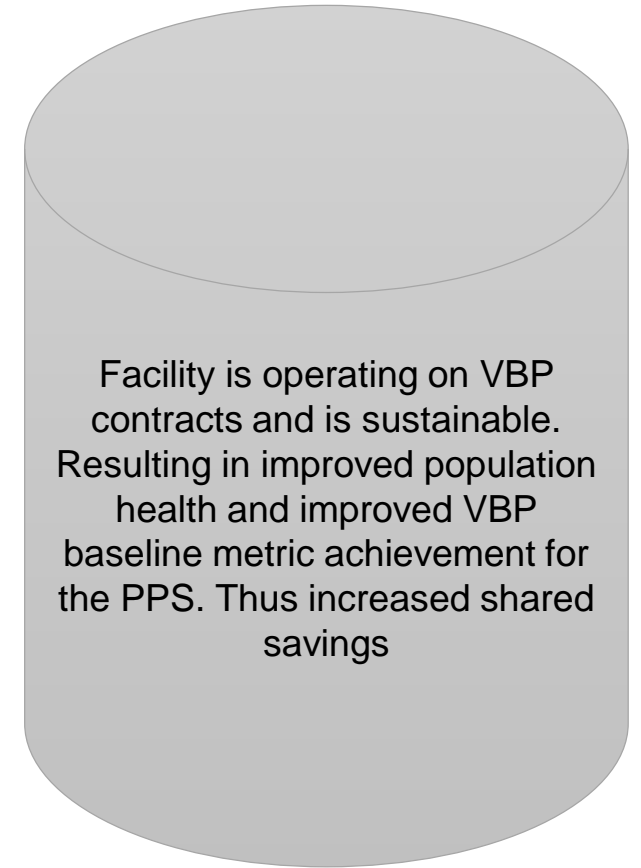 Facility is operating on VBP
contracts and is sustainable.
Resulting in improved population
health and improved VBP
baseline metric achievement for
the PPS. Thus increased shared
savings